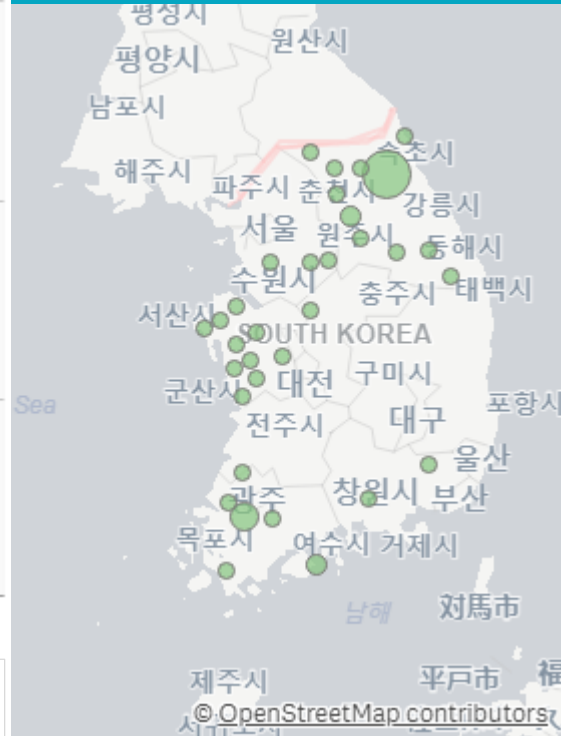 평성시
원산시
평양시
남포시
속초시
해주시
파주시
춘천시
강릉시
서울
원주시
동해시
수원시
충주시
태백시
서산시
SOUTH KOREA
군산시
대전
구미시
Sea
포항시
전주시
대구
울산
광주
창원시
부산
목포시
여수시
거제시
남해
対馬市
제주시
平戸市
福
© OpenStreetMap contributors